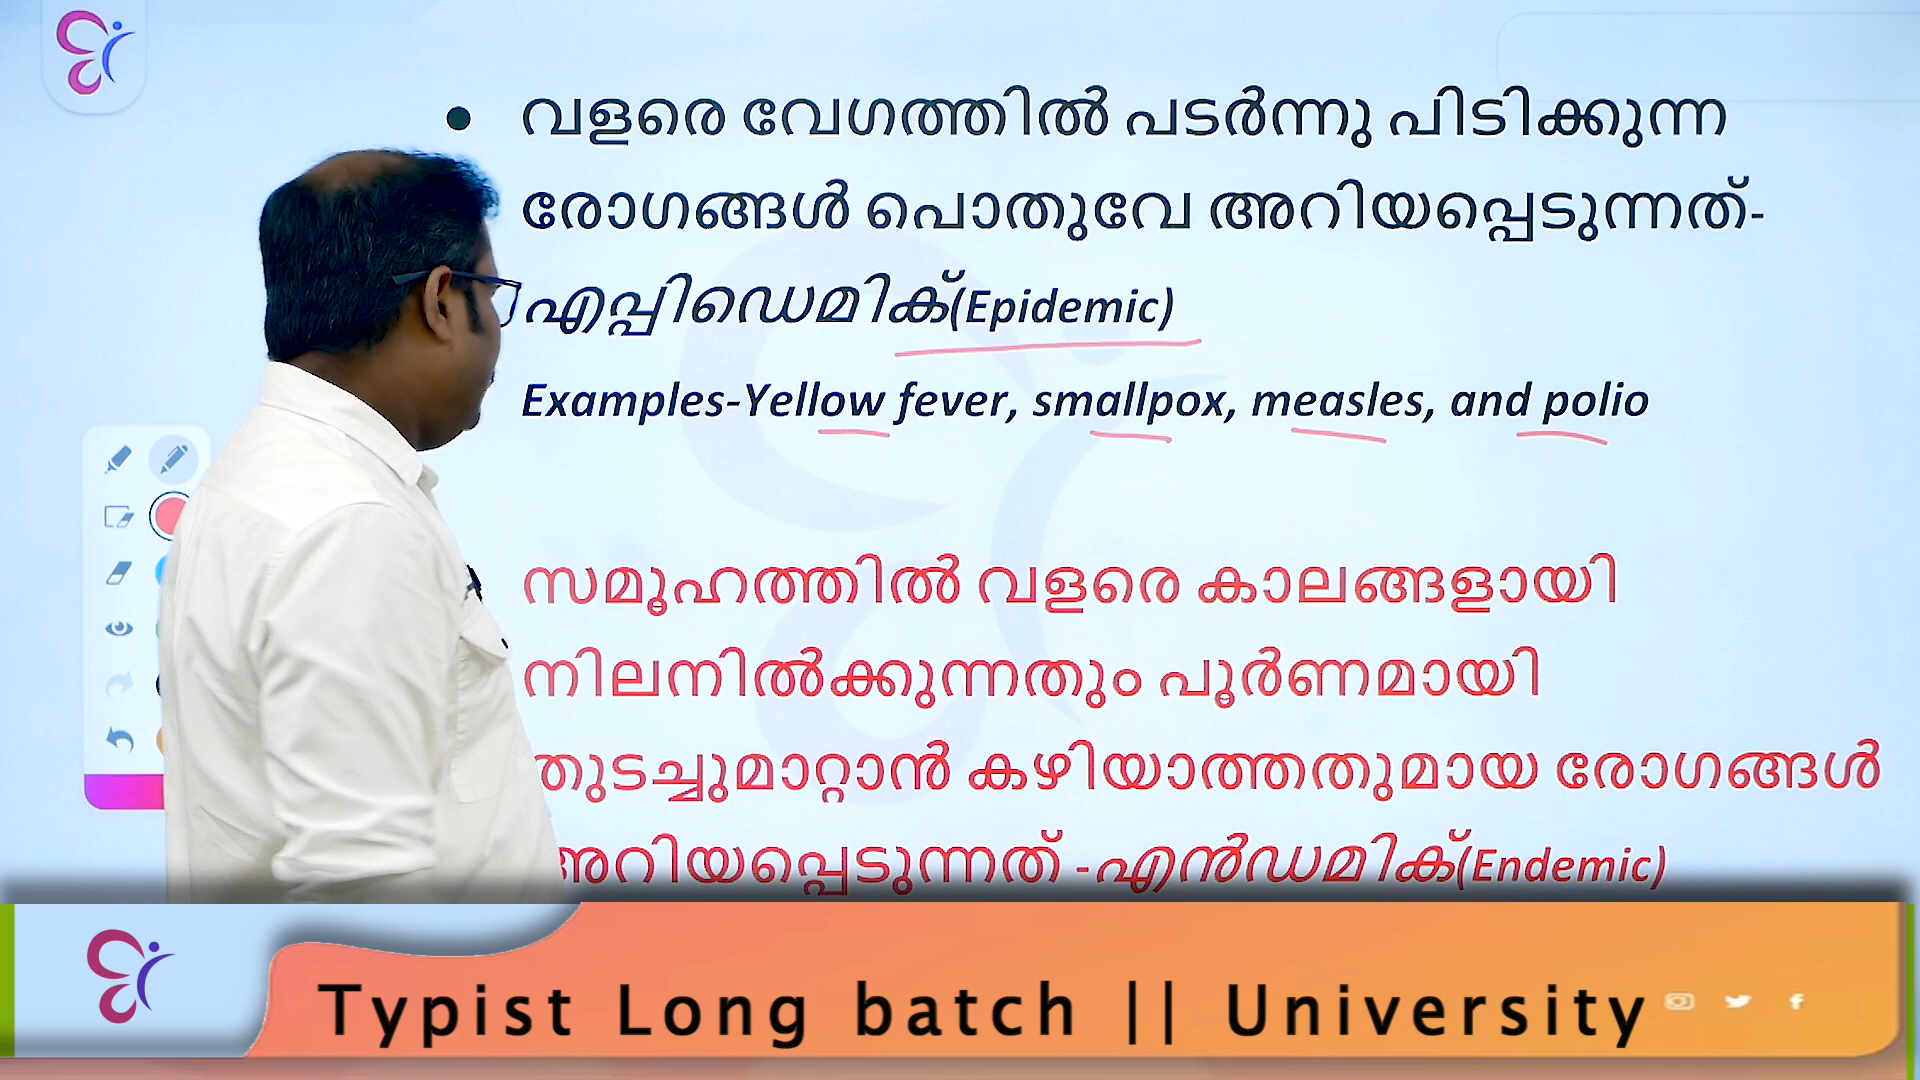 • വളരെ വേഗത്തിൽ പടർന്നു പിടിക്കുന്ന
രോഗങ്ങൾ പൊതുവേ അറിയപ്പെടുന്നത്-
എപ്പിഡെമിക്(Epidemic)
Examples-Yellow fever, smallpox, measles, and polio
സമൂഹത്തിൽ വളരെ കാലങ്ങളായി
നിലനിൽക്കുന്നതും പൂർണമായി
തുടച്ചുമാറ്റാൻ കഴിയാത്തതുമായ രോഗങ്ങൾ
അറിയപ്പെടുന്നത് -എൻഡമിക്(Endemic)
Typist Long batch || University